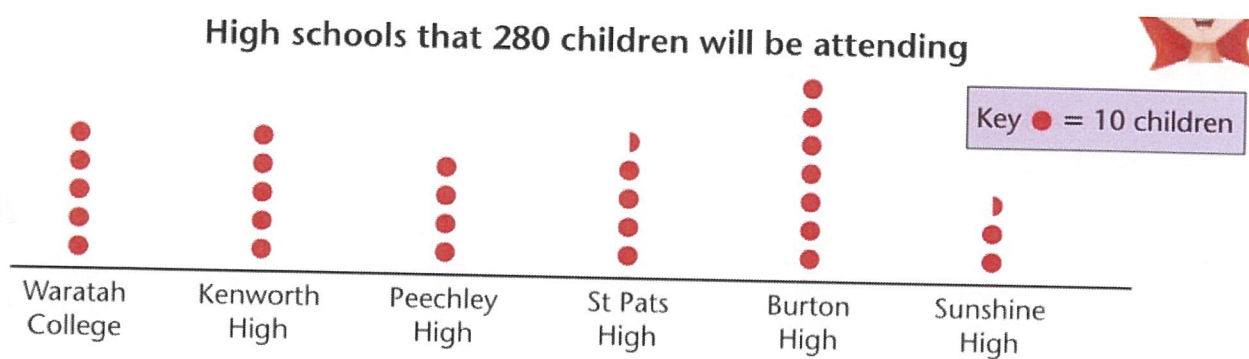 High schools that 280 children will be attending
Key = 10 children
Waratah
College
Kenworth
High
Peechley
High
St Pats
High
Burton
High
Sunshine
High